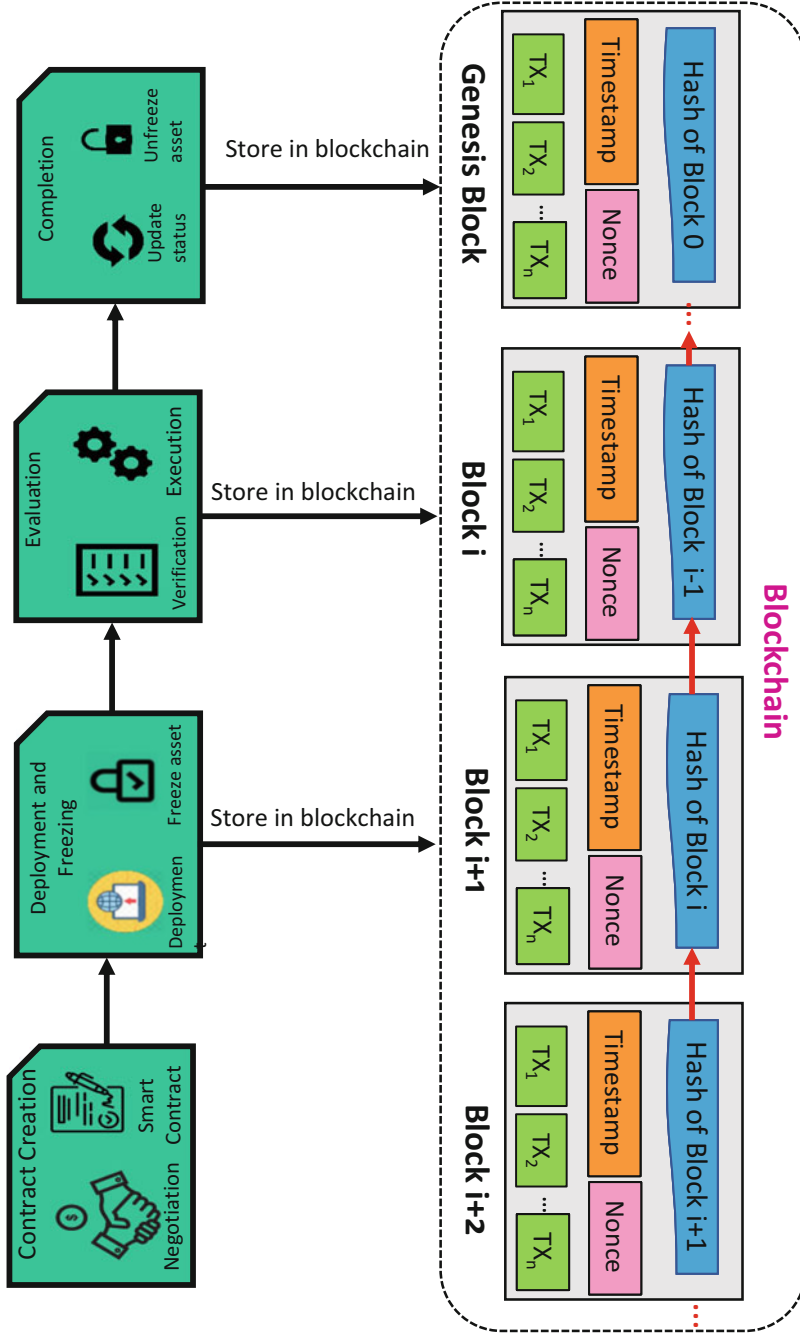 Contract Creation
Negotiation
Smart
Contract
Deployment and
Freezing
Deploymen
t
Freeze asset
Evaluation
Verification
Execution
Completion
Update
status
Unfreeze
asset
Store in blockchain
Store in blockchain
Store in blockchain
Blockchain
Hash of Block 0
Timestamp
Nonce
TX1 TX2 ... TXn
Genesis Block
...
Hash of Block i-1
Timestamp
Nonce
TX1 TX2 ... TXn
Block i
Hash of Block i
Timestamp
Nonce
TX1 TX2 ... TXn
Block i+1
Hash of Block i+1
Timestamp
Nonce
TX1 TX2 ... TXn
Block i+2
...